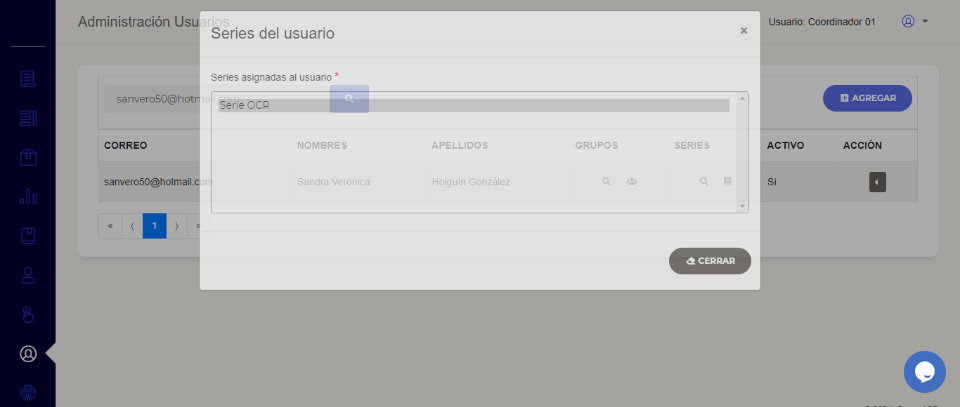 Administración Usuarios
Usuario: Coordinador 01
Series del usuario
×
Series asignadas al usuario *
sanvero50@hotmail.com
Serie OCR
AGREGAR
CORREO NOMBRES APELLIDOS GRUPOS SERIES ACTIVO ACCIÓN
sanvero50@hotmail.com Sandra Verónica Holguín González Si
« ⟨ 1 ⟩ »
CERRAR